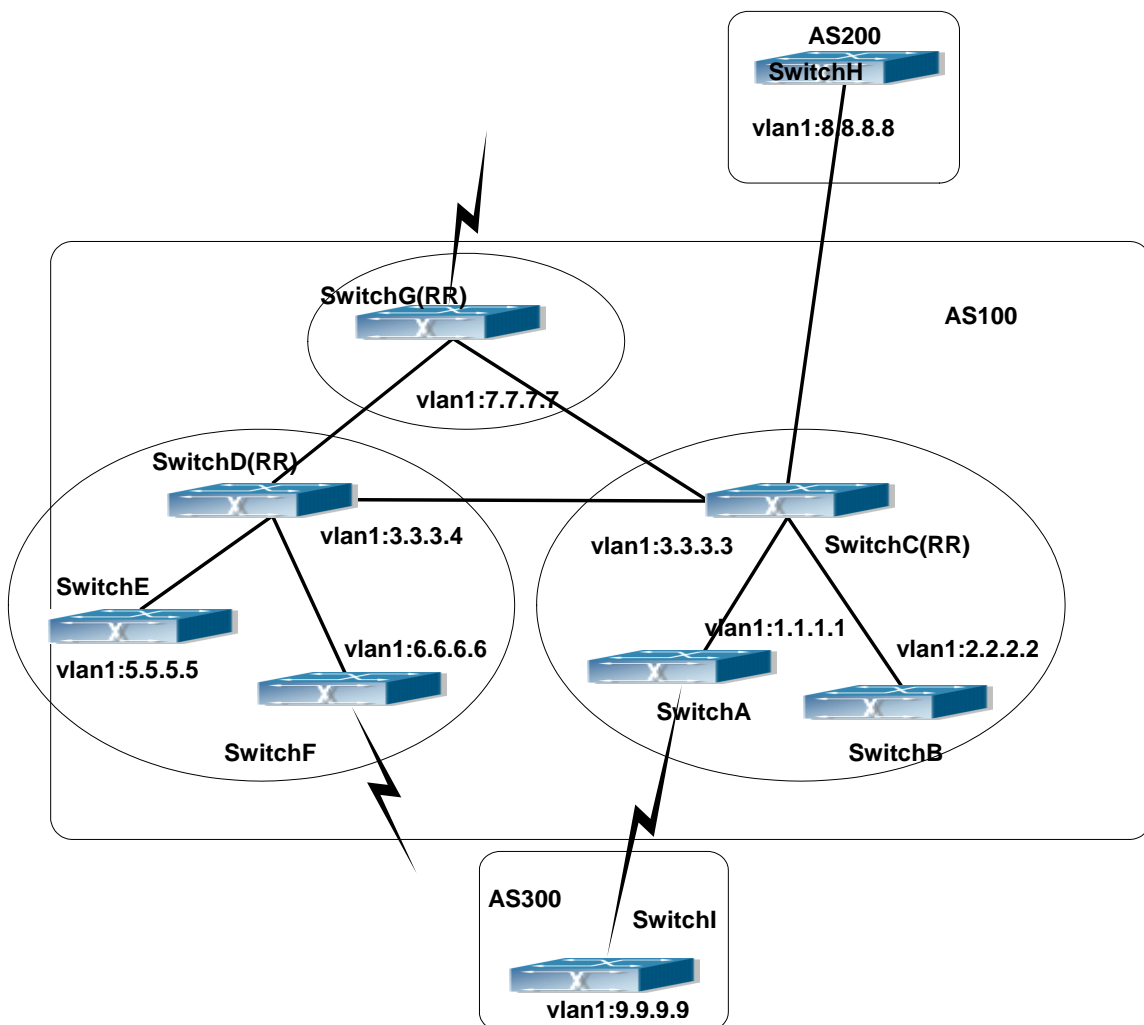 AS200
SwitchH
vlan1:8.8.8.8
SwitchG(RR)
AS100
vlan1:7.7.7.7
SwitchD(RR)
vlan1:3.3.3.4
vlan1:3.3.3.3
SwitchC(RR)
SwitchE
vlan1:5.5.5.5
vlan1:6.6.6.6
vlan1:1.1.1.1
vlan1:2.2.2.2
SwitchF
SwitchA
SwitchB
AS300
SwitchI
vlan1:9.9.9.9